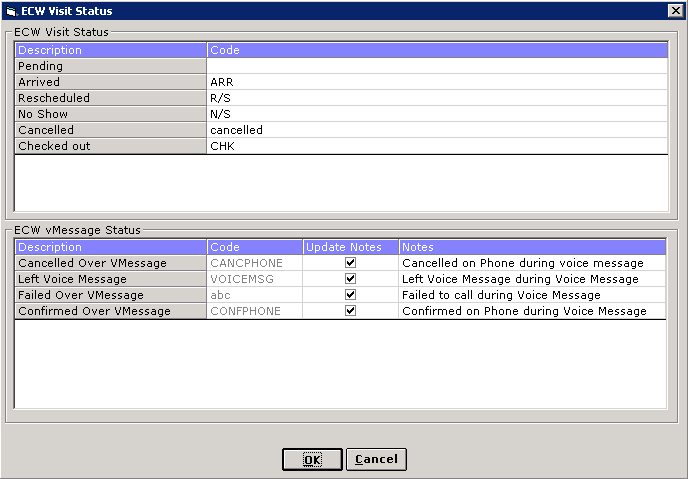 ECW Visit Status
ECW Visit Status
Description Code
Pending
Arrived ARR
Rescheduled R/S
No Show N/S
Cancelled cancelled
Checked out CHK
ECW vMessage Status
Description Code Update Notes Notes
Cancelled Over VMessage CANCPHONE Cancelled on Phone during voice message
Left Voice Message VOICEMSG Left Voice Message during Voice Message
Failed Over VMessage abc Failed to call during Voice Message
Confirmed Over VMessage CONFPHONE Confirmed on Phone during Voice Message
OK Cancel